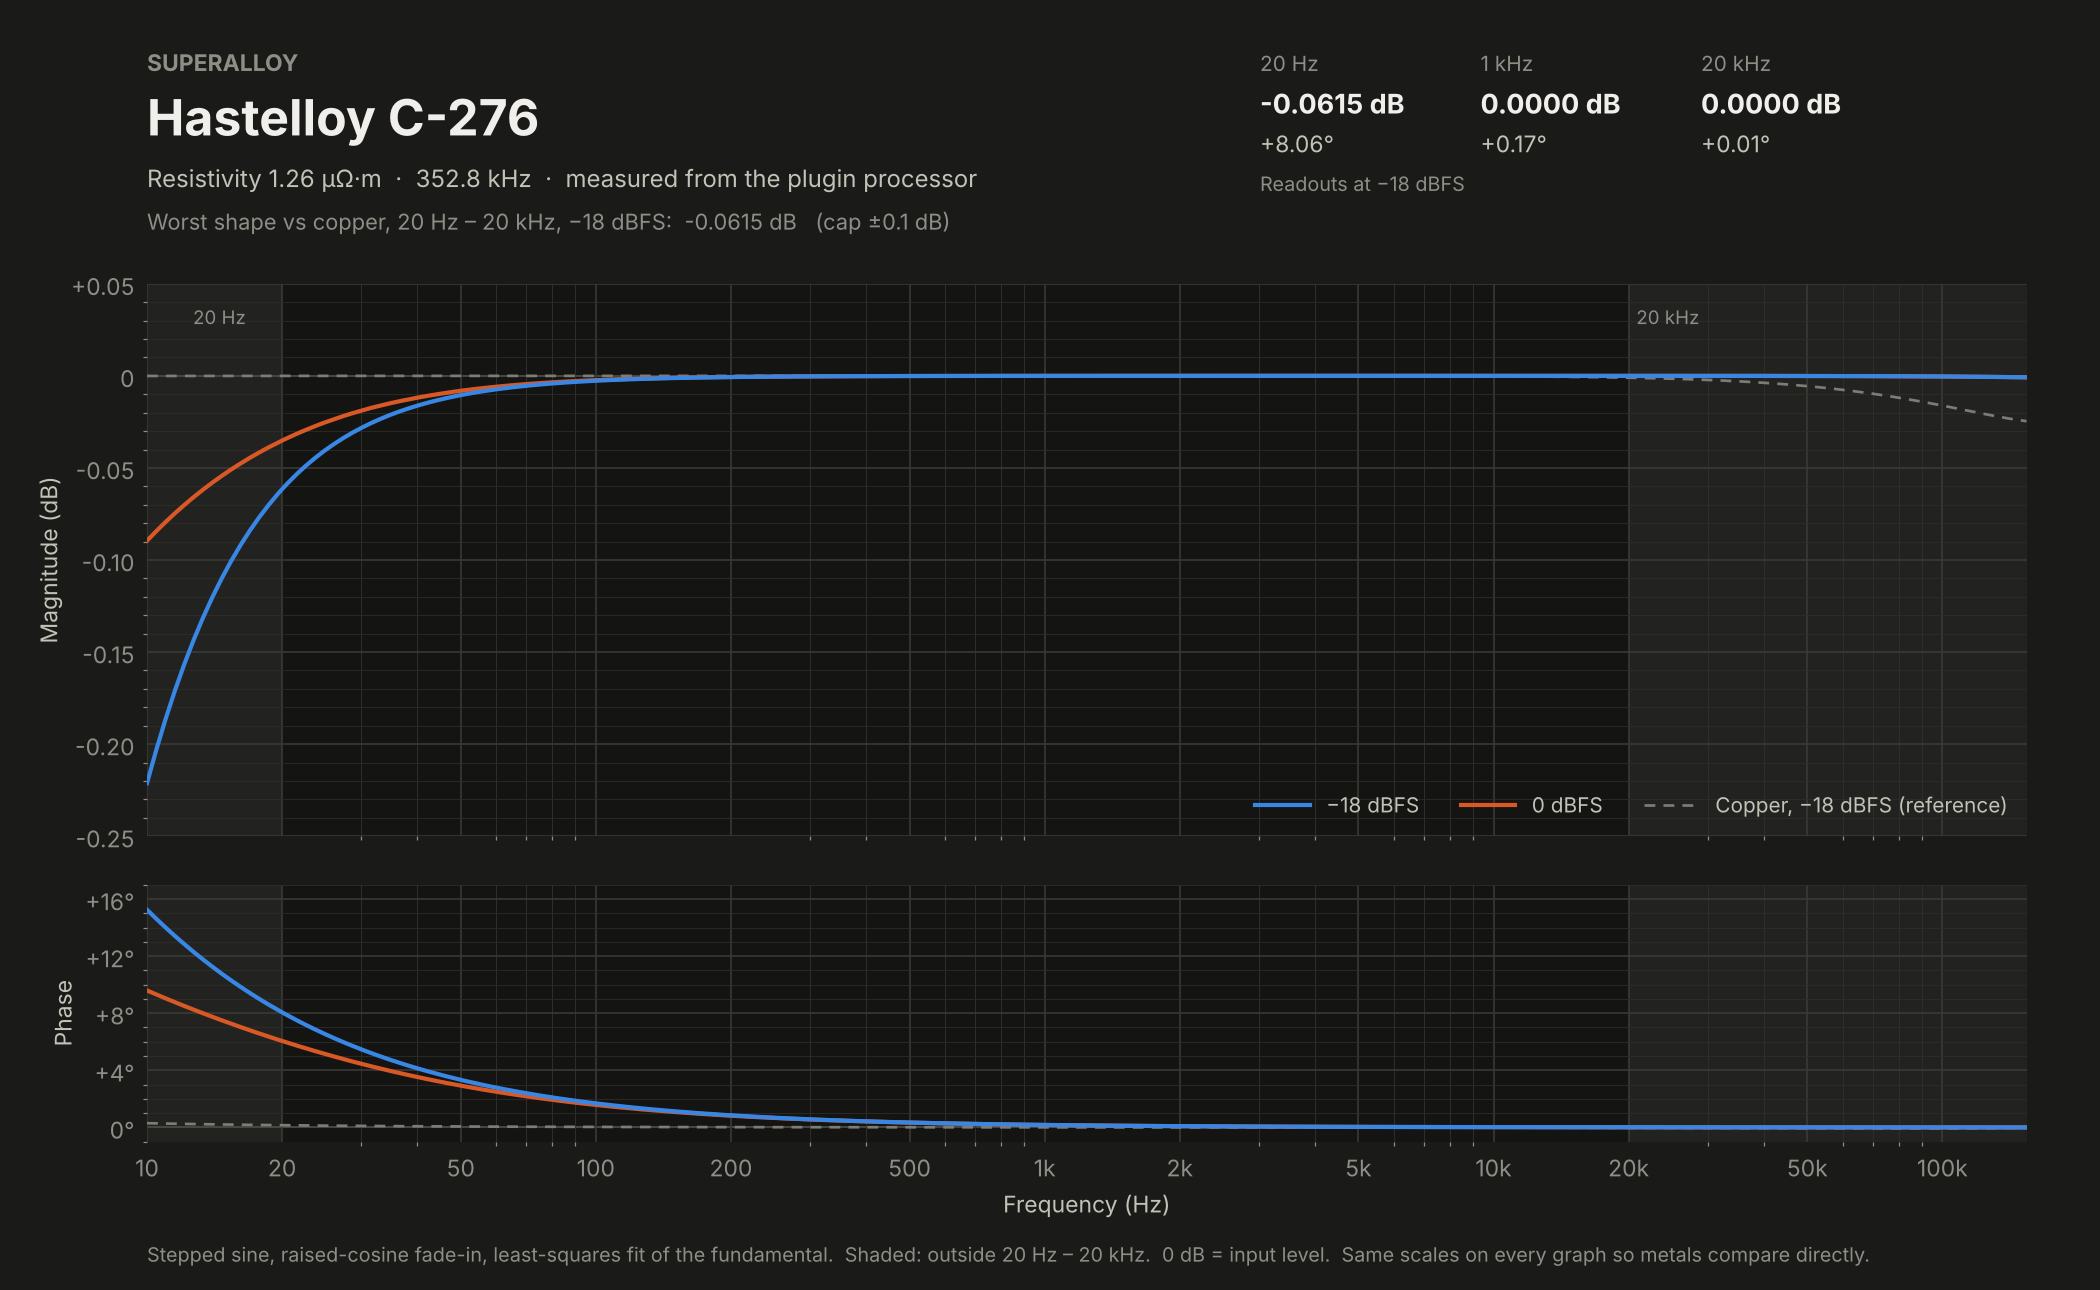 SUPERALLOY
Hastelloy C-276
Resistivity 1.26 µΩ·m · 352.8 kHz · measured from the plugin processor
Worst shape vs copper, 20 Hz – 20 kHz, −18 dBFS: -0.0615 dB (cap ±0.1 dB)
20 Hz 1 kHz 20 kHz
-0.0615 dB 0.0000 dB 0.0000 dB
+8.06° +0.17° +0.01°
Readouts at −18 dBFS
+0.05
0
-0.05
-0.10
-0.15
-0.20
-0.25
Magnitude (dB)
20 Hz
20 kHz
−18 dBFS 0 dBFS Copper, −18 dBFS (reference)
+16°
+12°
+8°
+4°
0°
Phase
10 20 50 100 200 500 1k 2k 5k 10k 20k 50k 100k
Frequency (Hz)
Stepped sine, raised-cosine fade-in, least-squares fit of the fundamental. Shaded: outside 20 Hz – 20 kHz. 0 dB = input level. Same scales on every graph so metals compare directly.